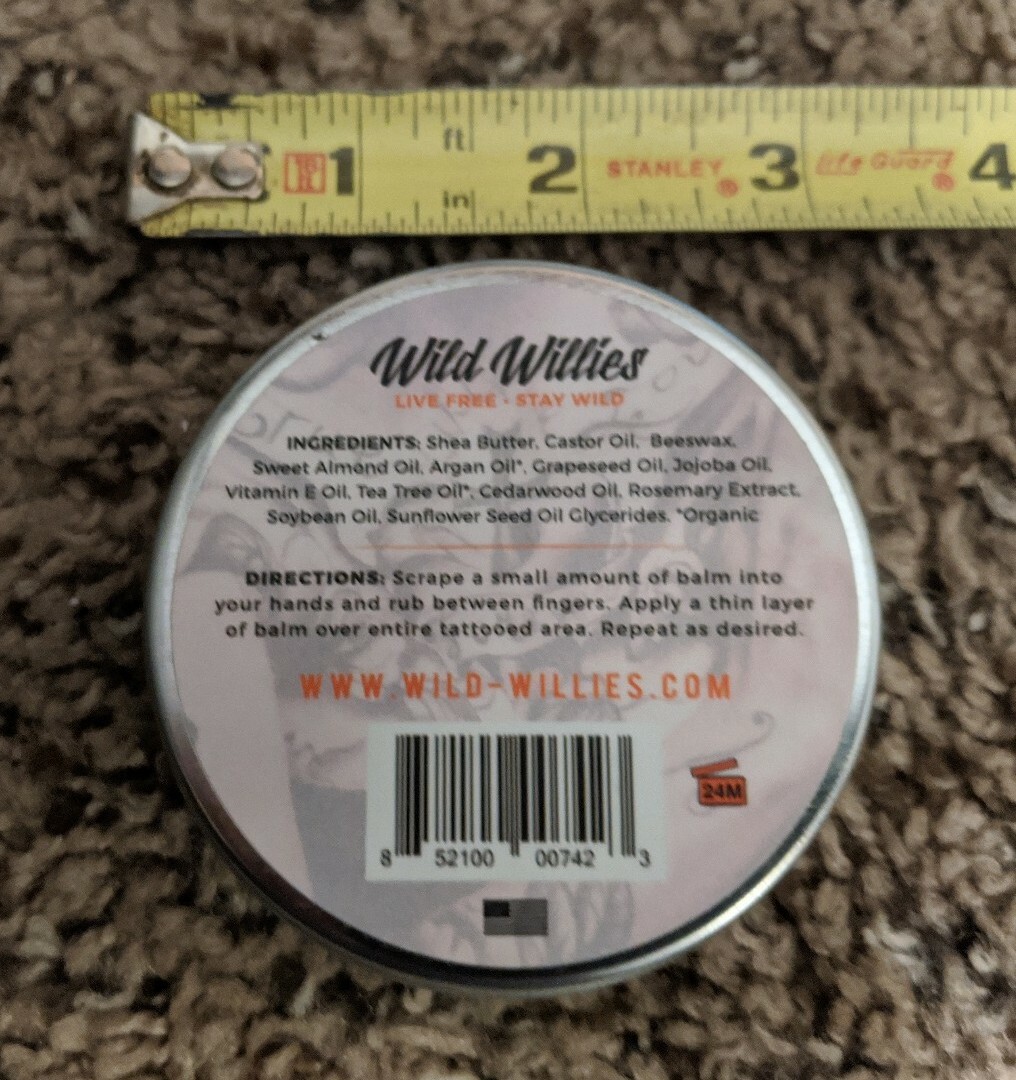 1 ft in 2 STANLEY® 3 life Guard® 4
Wild Willies
LIVE FREE • STAY WILD
INGREDIENTS: Shea Butter, Castor Oil, Beeswax,
Sweet Almond Oil, Argan Oil*, Grapeseed Oil, Jojoba Oil,
Vitamin E Oil, Tea Tree Oil*, Cedarwood Oil, Rosemary Extract,
Soybean Oil, Sunflower Seed Oil Glycerides. *Organic
DIRECTIONS: Scrape a small amount of balm into
your hands and rub between fingers. Apply a thin layer
of balm over entire tattooed area. Repeat as desired.
WWW.WILD-WILLIES.COM
24M
8 52100 00742 3